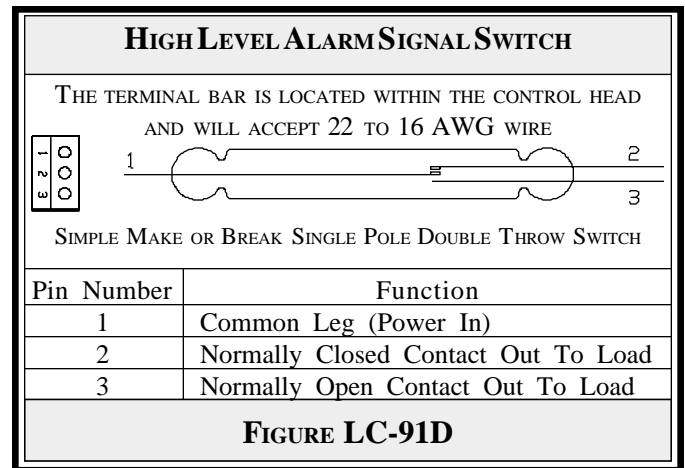 HIGH LEVEL ALARM SIGNAL SWITCH
THE TERMINAL BAR IS LOCATED WITHIN THE CONTROL HEAD
AND WILL ACCEPT 22 TO 16 AWG WIRE
1
2
3
1
2
3
SIMPLE MAKE OR BREAK SINGLE POLE DOUBLE THROW SWITCH
Pin Number Function
1 Common Leg (Power In)
2 Normally Closed Contact Out To Load
3 Normally Open Contact Out To Load
FIGURE LC-91D